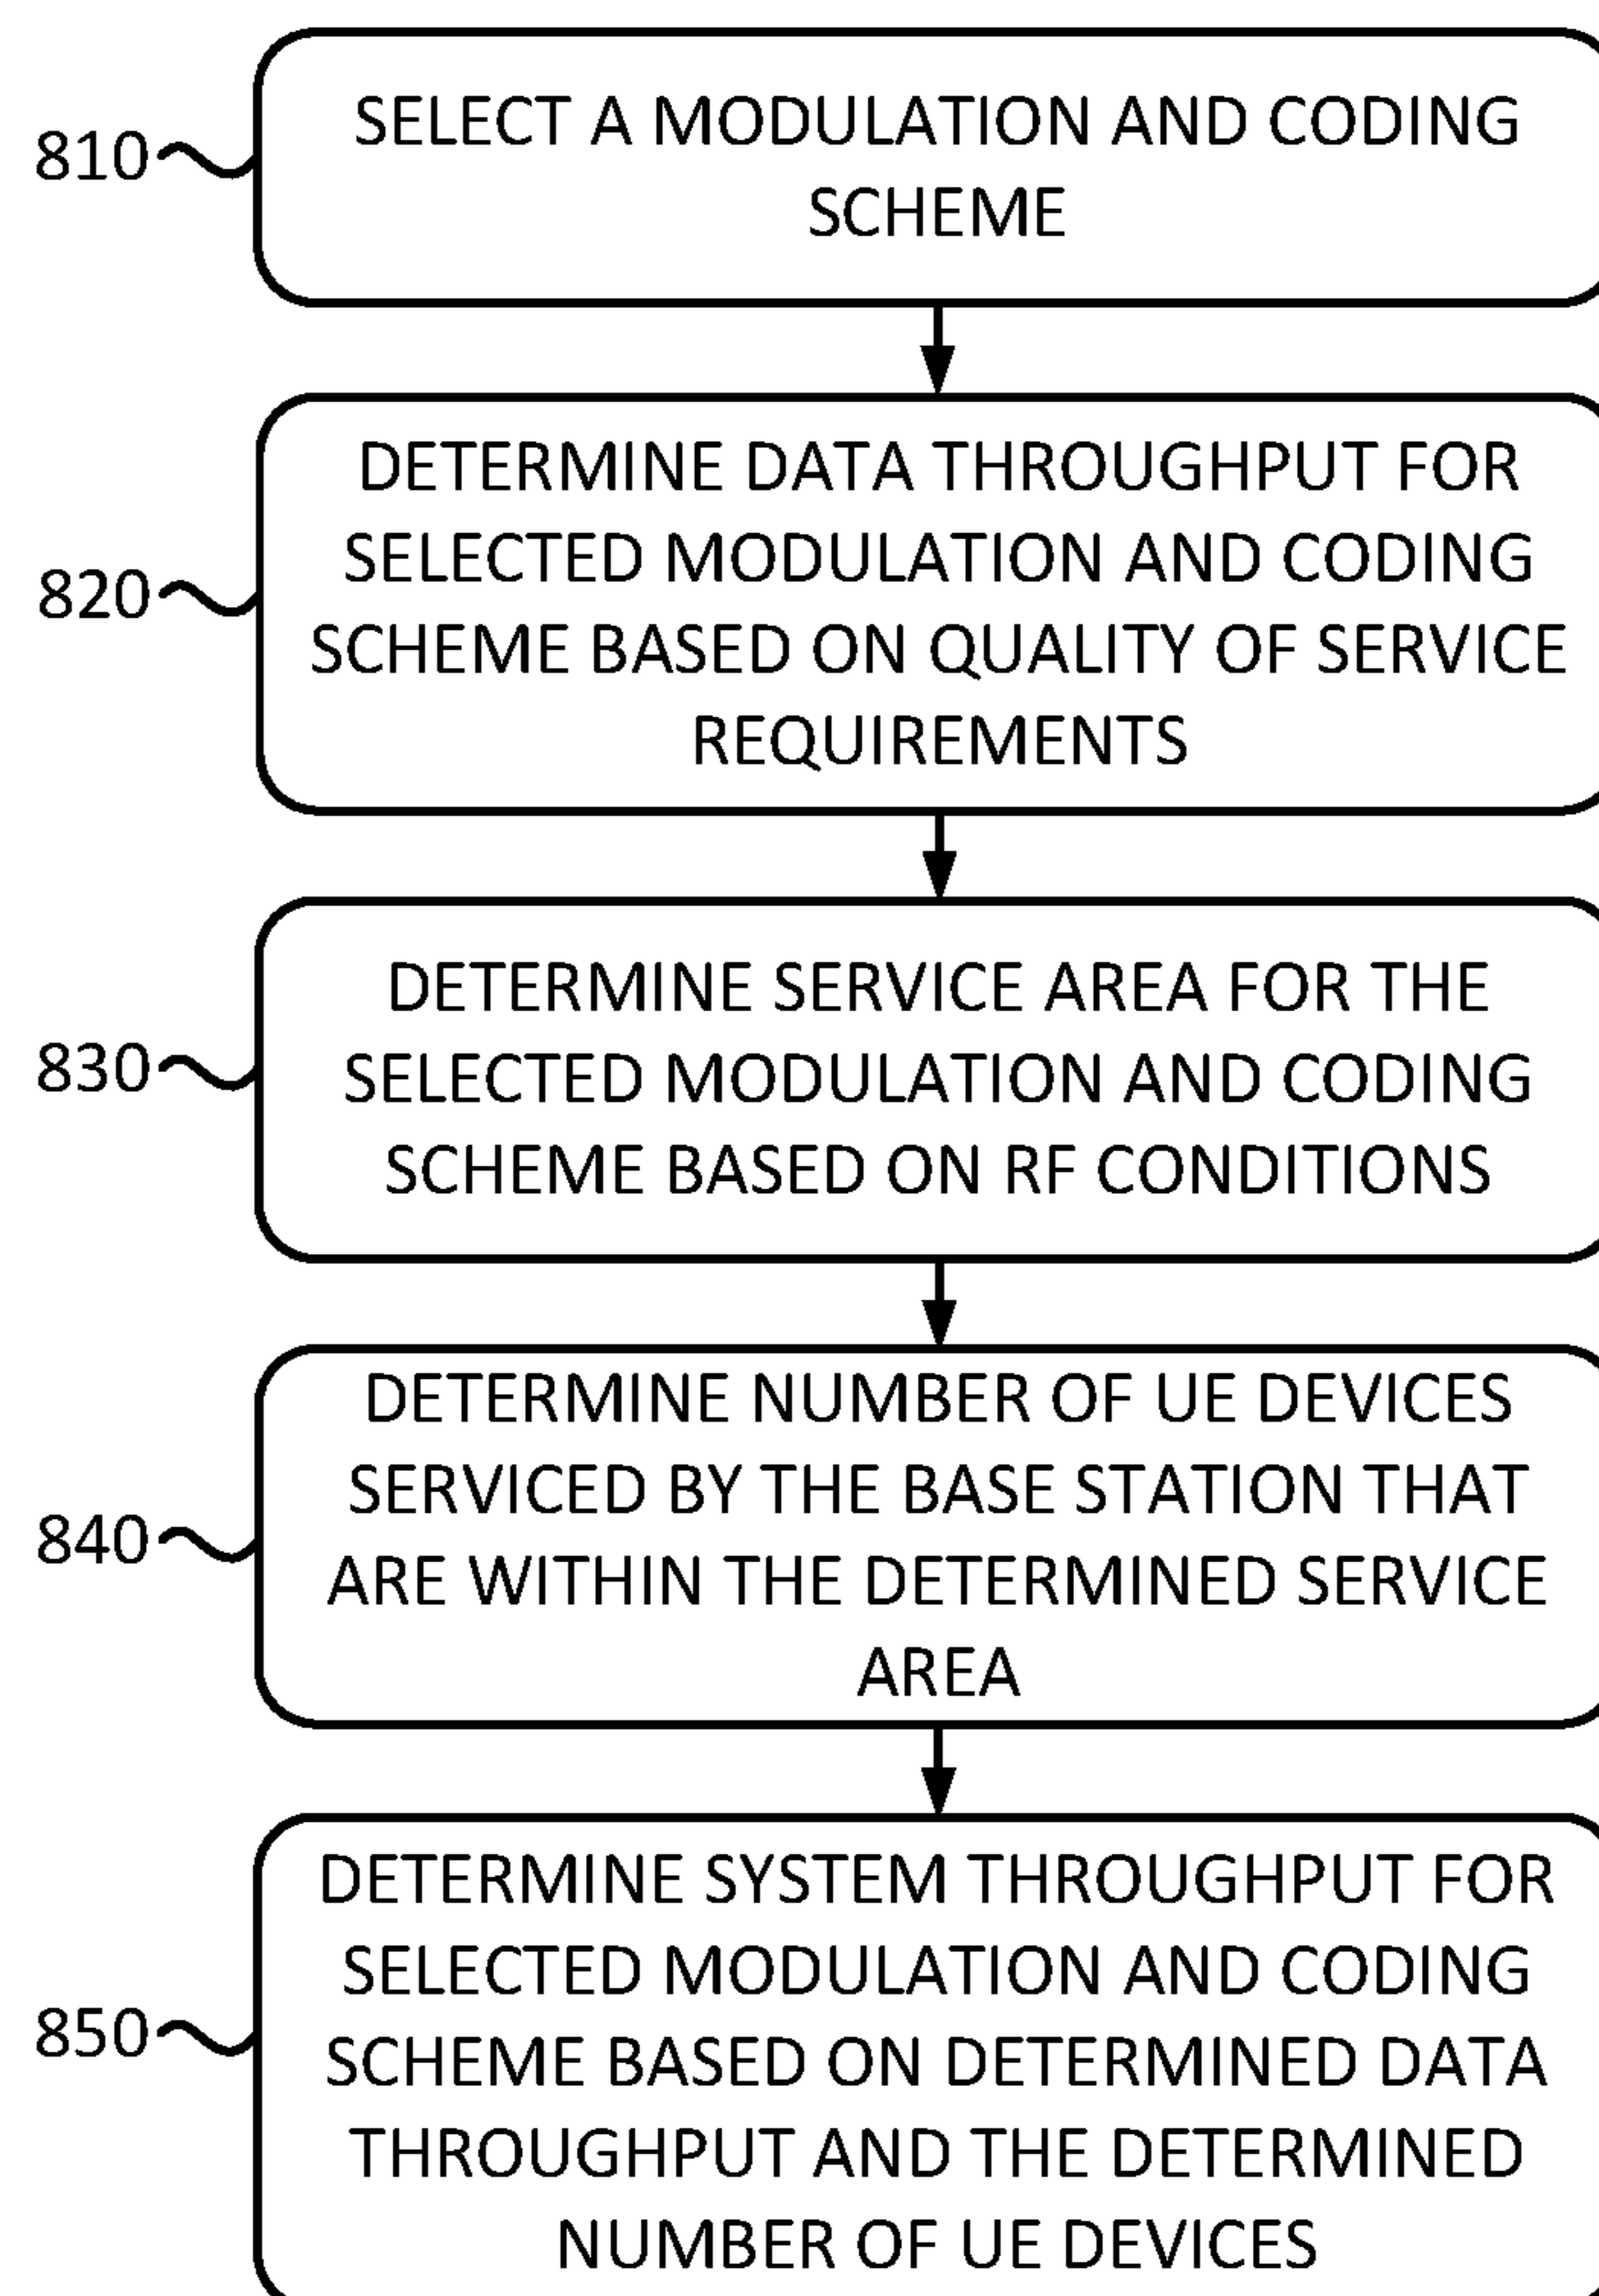 810
SELECT A MODULATION AND CODING
SCHEME
820
DETERMINE DATA THROUGHPUT FOR
SELECTED MODULATION AND CODING
SCHEME BASED ON QUALITY OF SERVICE
REQUIREMENTS
830
DETERMINE SERVICE AREA FOR THE
SELECTED MODULATION AND CODING
SCHEME BASED ON RF CONDITIONS
840
DETERMINE NUMBER OF UE DEVICES
SERVICED BY THE BASE STATION THAT
ARE WITHIN THE DETERMINED SERVICE
AREA
850
DETERMINE SYSTEM THROUGHPUT FOR
SELECTED MODULATION AND CODING
SCHEME BASED ON DETERMINED DATA
THROUGHPUT AND THE DETERMINED
NUMBER OF UE DEVICES